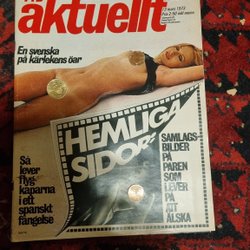 aktuellt
En svenska
på kärlekens öar
HEMLIGA
SIDOR:
SAMLAGS-
BILDER
PÅ
PAREN
SOM
LEVER
PÅ
ATT
ÄLSKA
Så
lever
flyg-
kaparna
i ett
spanskt
fängelse